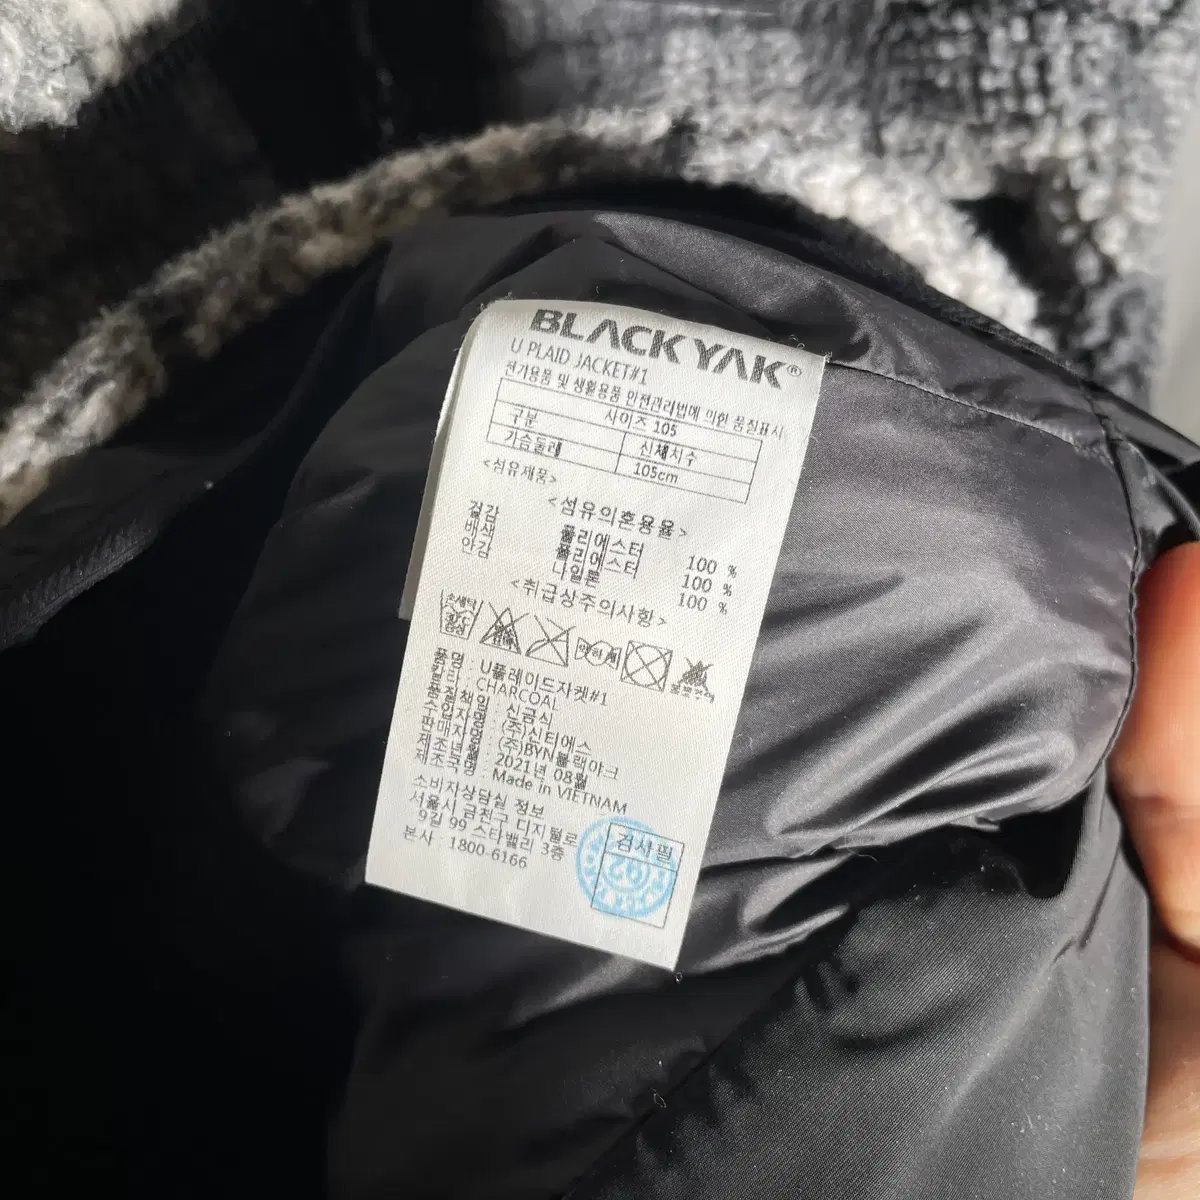 BLACK YAK®
U PLAID JACKET#1
전기용품 및 생활용품 안전관리법에 의한 품질표시
사이즈 105
구분 신체치수
가슴둘레 105cm
<섬유제품>
<섬유의혼용율>
겉감 폴리에스터 100 %
배색 폴리에스터 100 %
안감 나일론 100 %
<취급상주의사항>
손세탁
약하게
품명 : U플레이드자켓#1
칼라 : CHARCOAL
품질책임 : 신금식
수입자명 : (주)신티에스
판매자명 : (주)BYN블랙야크
제조년월 : 2021년 08월
제조국명 : Made in VIETNAM
소비자상담실 정보
서울시 금천구 디지털로
9길 99 스타밸리 3층
본사 : 1800-6166
검사필